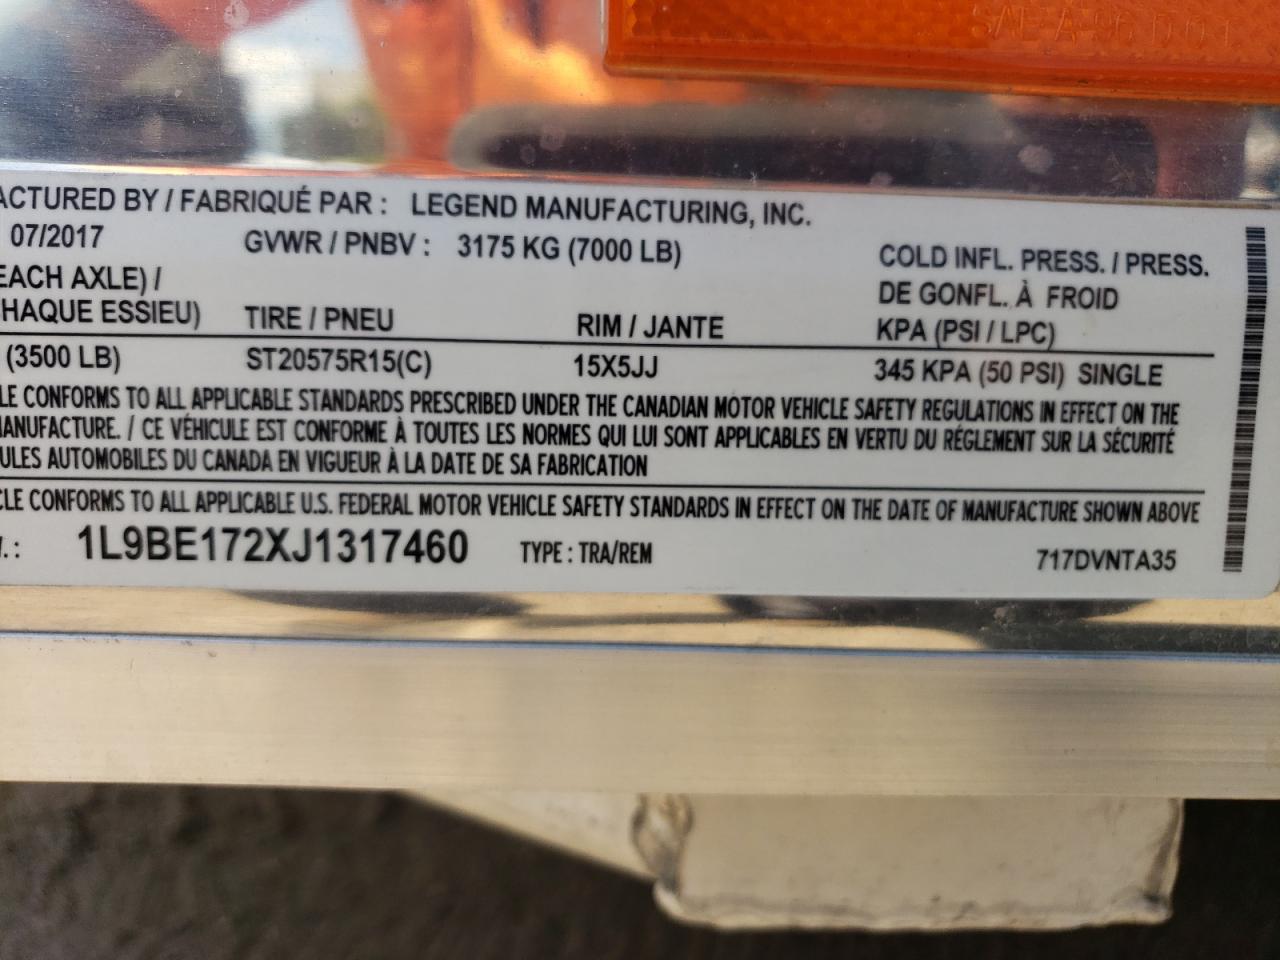 SAE A 96 DOT
ACTURED BY / FABRIQUÉ PAR : LEGEND MANUFACTURING, INC.
07/2017 GVWR / PNBV : 3175 KG (7000 LB)
COLD INFL. PRESS. / PRESS.
EACH AXLE) /
DE GONFL. À FROID
HAQUE ESSIEU) TIRE / PNEU RIM / JANTE KPA (PSI / LPC)
(3500 LB) ST20575R15(C) 15X5JJ 345 KPA (50 PSI) SINGLE
LE CONFORMS TO ALL APPLICABLE STANDARDS PRESCRIBED UNDER THE CANADIAN MOTOR VEHICLE SAFETY REGULATIONS IN EFFECT ON THE
MANUFACTURE. / CE VÉHICULE EST CONFORME À TOUTES LES NORMES QUI LUI SONT APPLICABLES EN VERTU DU RÉGLEMENT SUR LA SÉCURITÉ
ULES AUTOMOBILES DU CANADA EN VIGUEUR À LA DATE DE SA FABRICATION
CLE CONFORMS TO ALL APPLICABLE U.S. FEDERAL MOTOR VEHICLE SAFETY STANDARDS IN EFFECT ON THE DATE OF MANUFACTURE SHOWN ABOVE
.: 1L9BE172XJ1317460 TYPE : TRA/REM 717DVNTA35